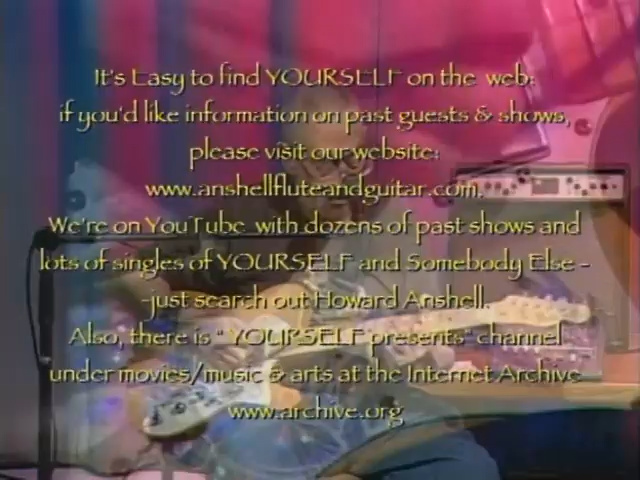 It's Easy to find YOURSELF on the web:
if you'd like information on past guests & shows,
please visit our website:
www.anshellfluteandguitar.com.
We're on YouTube with dozens of past shows and
lots of singles of YOURSELF and Somebody Else -
-just search out Howard Anshell.
Also, there is "YOURSELF presents" channel
under movies/music & arts at the Internet Archive
www.archive.org